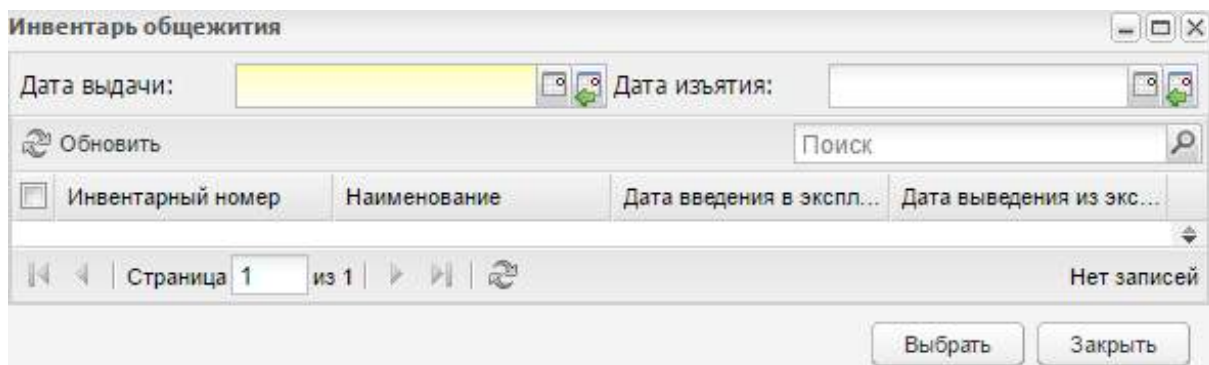 Инвентарь общежития
Дата выдачи: Дата изъятия:
Обновить Поиск
Инвентарный номер Наименование Дата введения в экспл... Дата выведения из экс...
Страница 1 из 1 Нет записей
Выбрать Закрыть